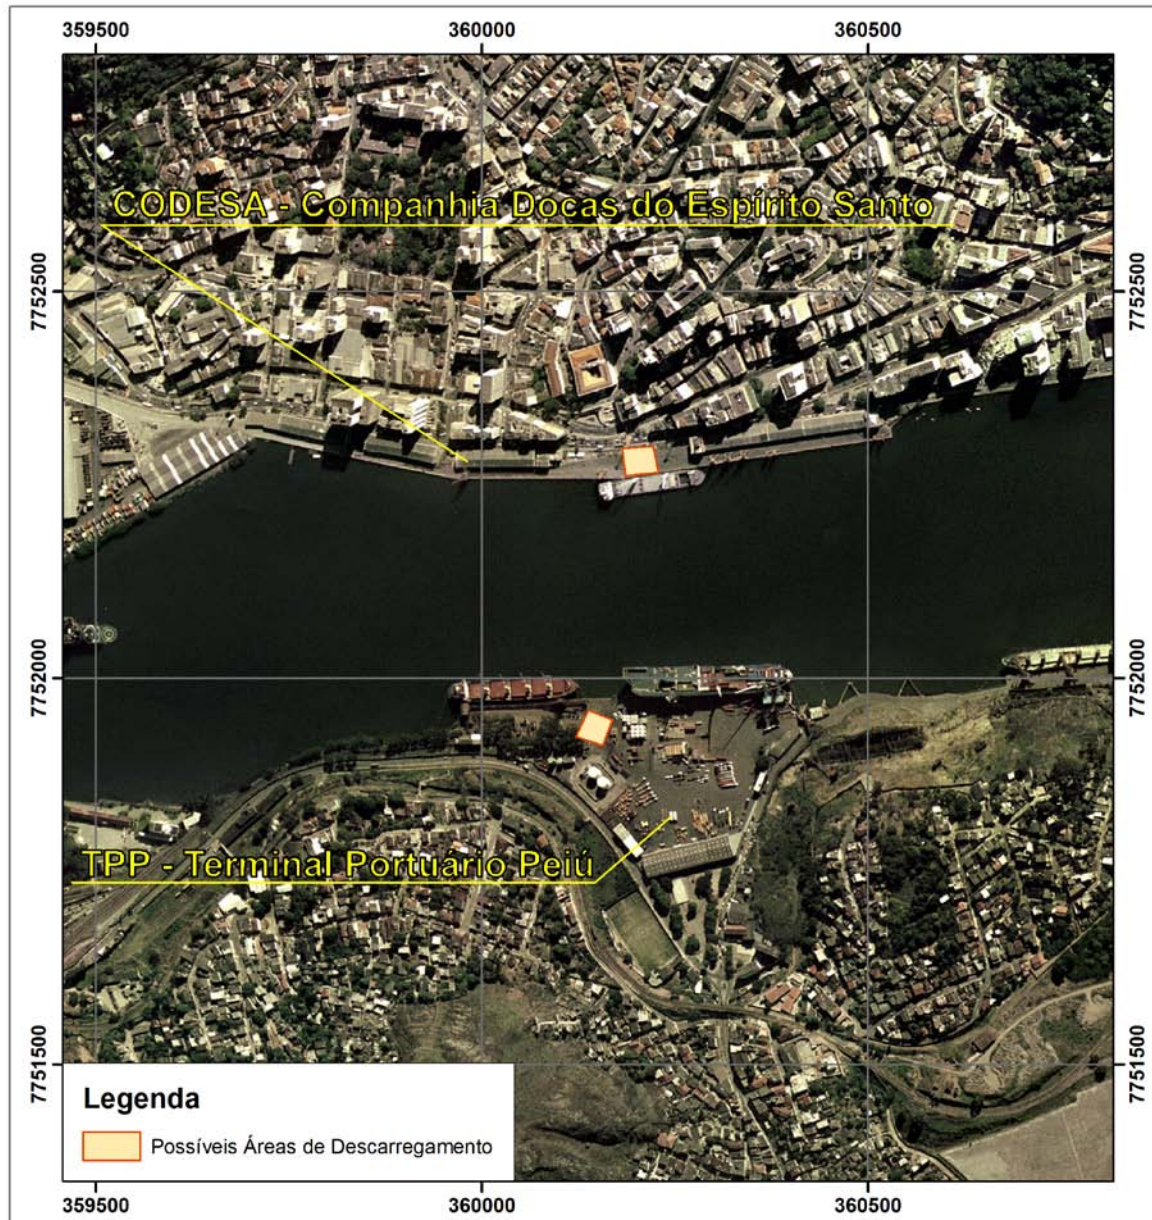 359500 360000 360500
CODESA - Companhia Docas do Espírito Santo
7752500 7752500
7752000 7752000
TPP - Terminal Portuário Peiú
7751500 7751500
Legenda
Possíveis Áreas de Descarregamento
359500 360000 360500